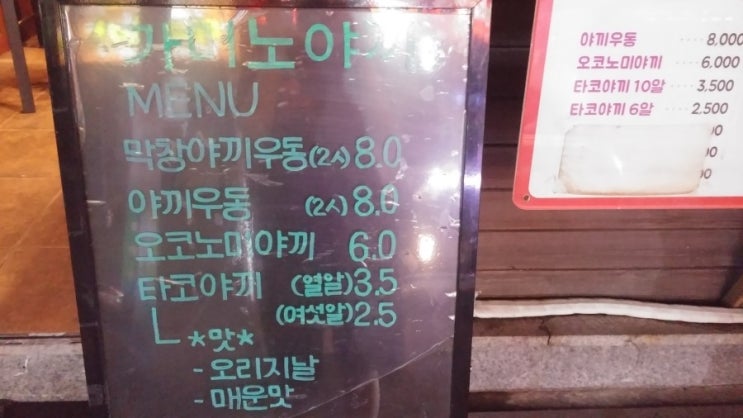 가미노야끼
MENU
막창야끼우동(2人) 8.0
야끼우동 (2人) 8.0
오코노미야끼 6.0
타코야끼 (열알) 3.5
(여섯알) 2.5
*맛*
- 오리지날
- 매운맛
야끼우동 ···· 8.000
오코노미야끼 ···· 6.000
타코야끼 10알 ···· 3.500
타코야끼 6알 ···· 2.500